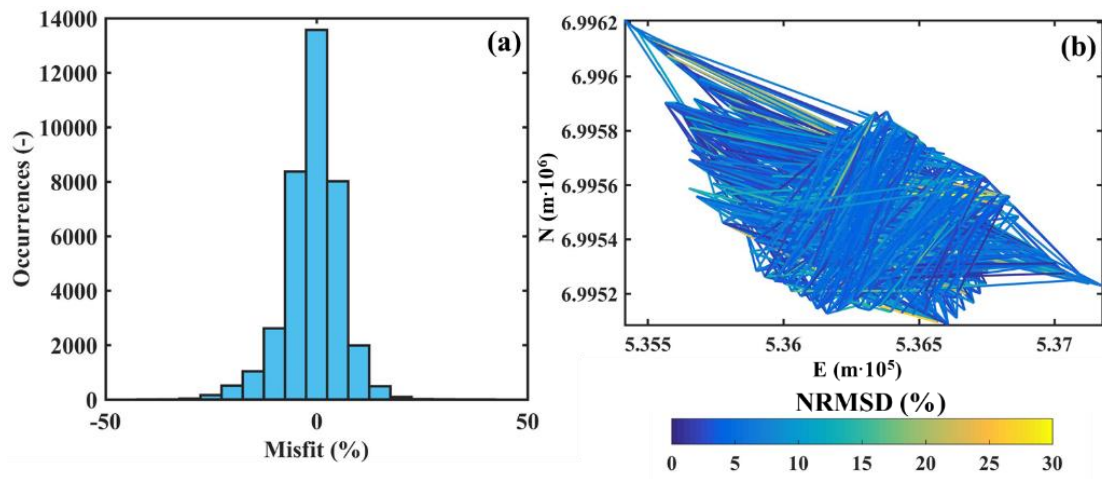 (a)
14000
12000
10000
8000
6000
4000
2000
0
Occurrences (-)
-50 0 50
Misfit (%)
(b)
6.9962
6.996
6.9958
6.9956
6.9954
6.9952
N (m·10⁶)
5.355 5.36 5.365 5.37
E (m·10⁵)
NRMSD (%)
0 5 10 15 20 25 30